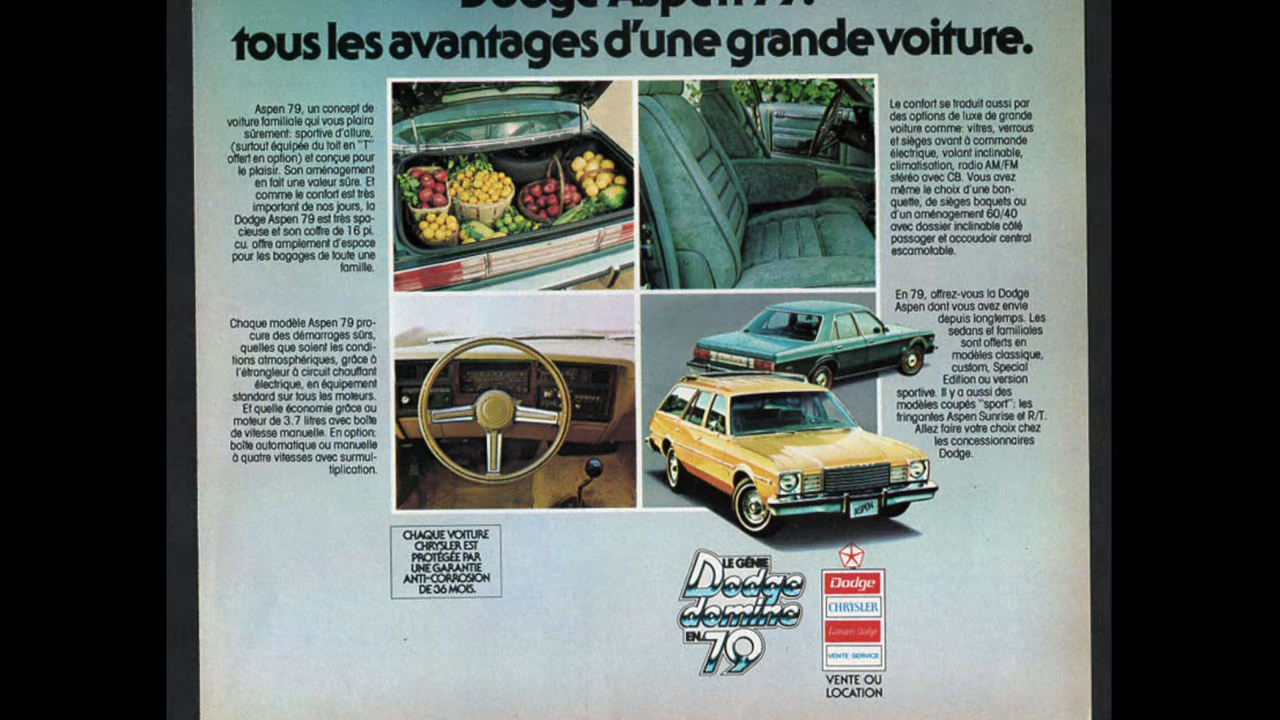 Dodge Aspen 79:
tous les avantages d'une grande voiture.
Aspen 79, un concept de
voiture familiale qui vous plaira
sûrement: sportive d'allure,
(surtout équipée du toit en "T"
offert en option) et conçue pour
le plaisir. Son aménagement
en fait une valeur sûre. Et
comme le confort est très
important de nos jours, la
Dodge Aspen 79 est très spa-
cieuse et son coffre de 16 pi.
cu. offre amplement d'espace
pour les bagages de toute une
famille.
Chaque modèle Aspen 79 pro-
cure des démarrages sûrs,
quelles que soient les condi-
tions atmosphériques, grâce à
l'étrangleur à circuit chauffant
électrique, en équipement
standard sur tous les moteurs.
Et quelle économie grâce au
moteur de 3.7 litres avec boîte
de vitesse manuelle. En option:
boîte automatique ou manuelle
à quatre vitesses avec surmul-
tiplication.
Le confort se traduit aussi par
des options de luxe de grande
voiture comme: vitres, verrous
et sièges avant à commande
électrique, volant inclinable,
climatisation, radio AM/FM
stéréo avec CB. Vous avez
même le choix d'une ban-
quette, de sièges baquets ou
d'un aménagement 60/40
avec dossier inclinable côté
passager et accoudoir central
escamotable.
En 79, offrez-vous la Dodge
Aspen dont vous avez envie
depuis longtemps. Les
sedans et familiales
sont offerts en
modèles classique,
custom, Special
Edition ou version
sportive. Il y a aussi des
modèles coupés "sport": les
fringantes Aspen Sunrise et R/T.
Allez faire votre choix chez
les concessionnaires
Dodge.
ASPEN
CHAQUE VOITURE
CHRYSLER EST
PROTÉGÉE PAR
UNE GARANTIE
ANTI-CORROSION
DE 36 MOIS.
LE GÉNIE
Dodge
domine
EN 79
Dodge
CHRYSLER
Camions Dodge
VENTE·SERVICE
VENTE OU
LOCATION